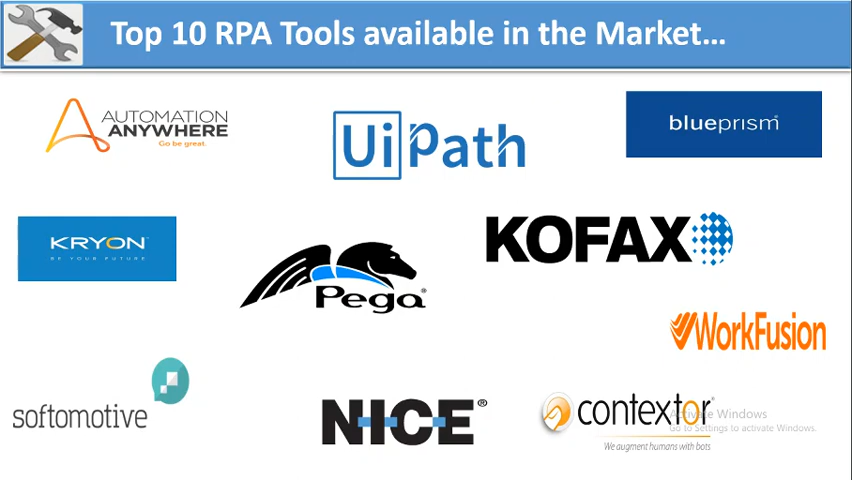 Top 10 RPA Tools available in the Market...
AUTOMATION
ANYWHERE
Go be great.
UiPath
blueprism
KRYON
BE YOUR FUTURE
Pega®
KOFAX
WorkFusion
softomotive
NICE®
contextor®
We augment humans with bots
Activate Windows
Go to Settings to activate Windows.